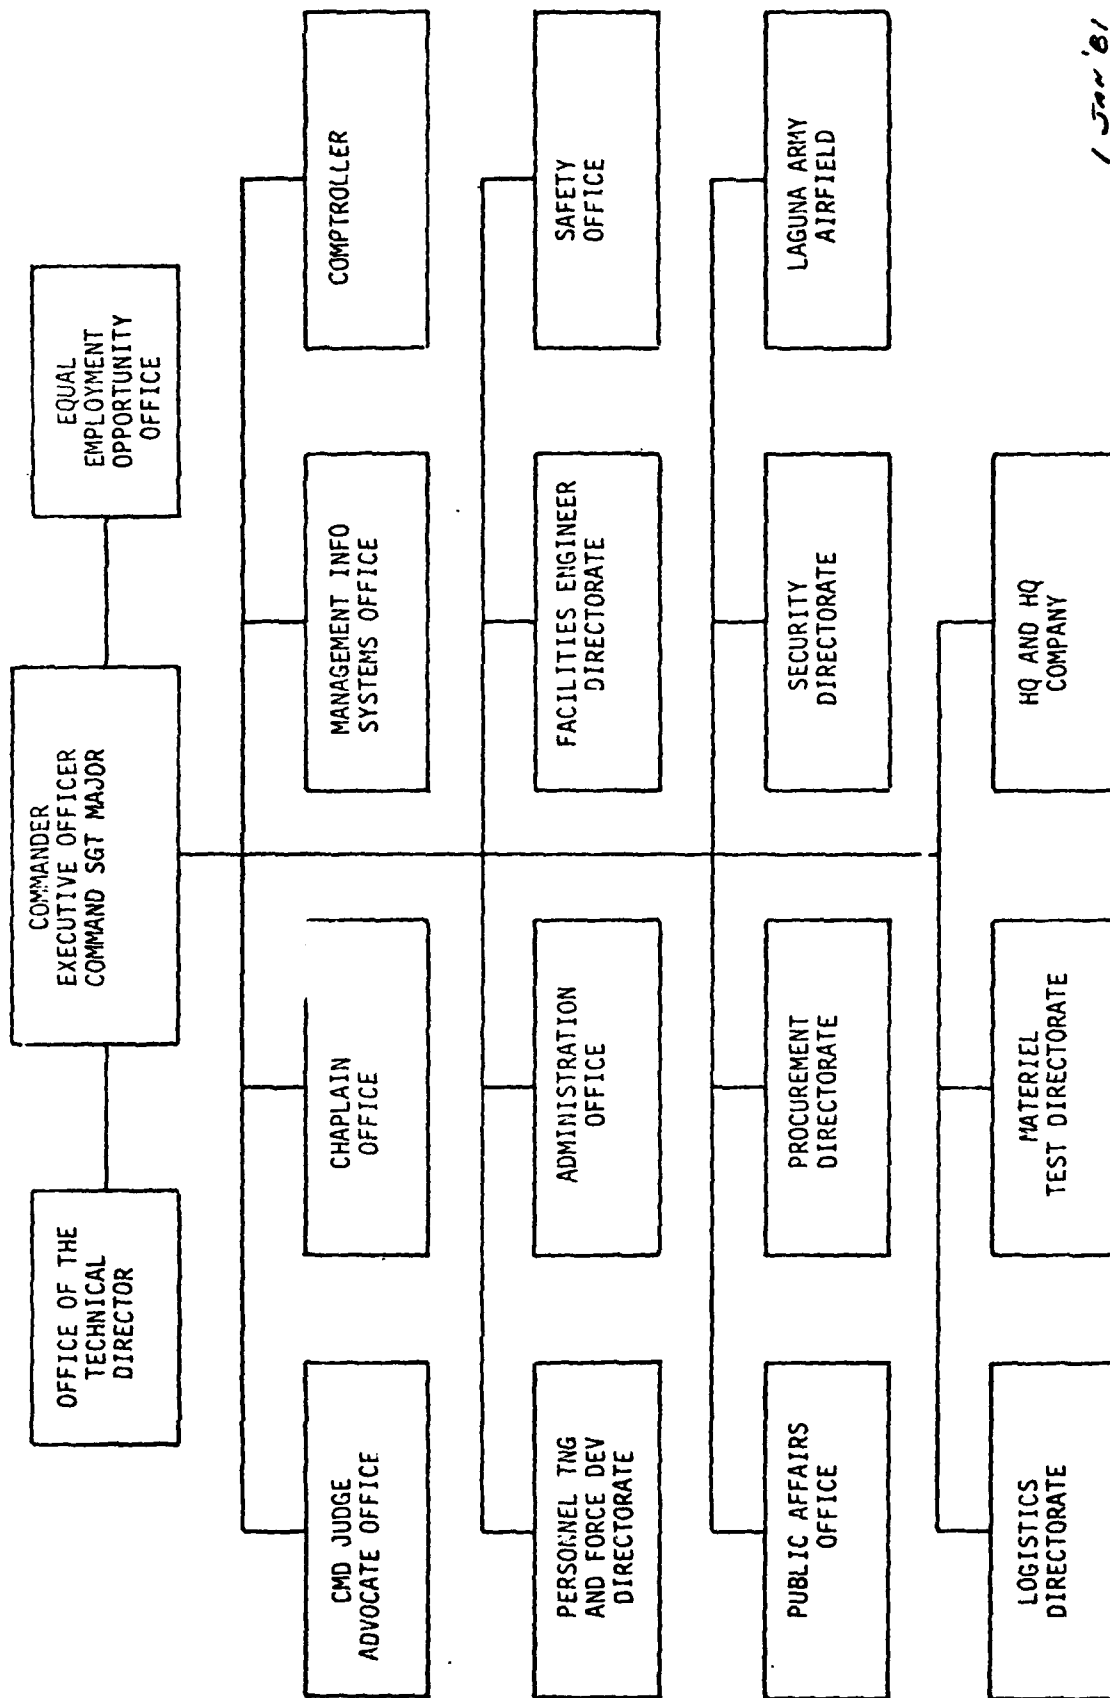 COMMANDER
EXECUTIVE OFFICER
COMMAND SGT MAJOR
OFFICE OF THE
TECHNICAL
DIRECTOR
EQUAL
EMPLOYMENT
OPPORTUNITY
OFFICE
CMD JUDGE
ADVOCATE OFFICE
CHAPLAIN
OFFICE
MANAGEMENT INFO
SYSTEMS OFFICE
COMPTROLLER
PERSONNEL TNG
AND FORCE DEV
DIRECTORATE
ADMINISTRATION
OFFICE
FACILITIES ENGINEER
DIRECTORATE
SAFETY
OFFICE
PUBLIC AFFAIRS
OFFICE
PROCUREMENT
DIRECTORATE
SECURITY
DIRECTORATE
LAGUNA ARMY
AIRFIELD
LOGISTICS
DIRECTORATE
MATERIEL
TEST DIRECTORATE
HQ AND HQ
COMPANY
1 JAN '81